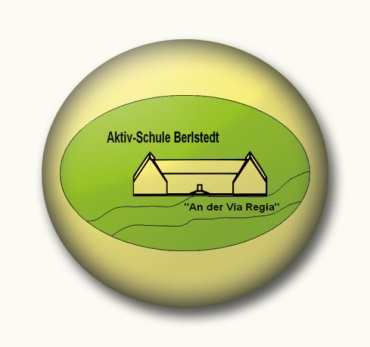 Aktiv-Schule Berlstedt
"An der Via Regia"